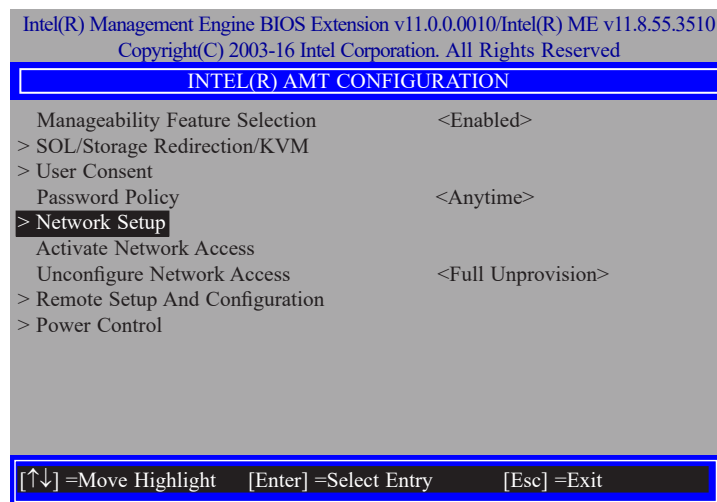 Intel(R) Management Engine BIOS Extension v11.0.0.0010/Intel(R) ME v11.8.55.3510
Copyright(C) 2003-16 Intel Corporation. All Rights Reserved
INTEL(R) AMT CONFIGURATION
Manageability Feature Selection <Enabled>
> SOL/Storage Redirection/KVM
> User Consent
Password Policy <Anytime>
> Network Setup
Activate Network Access
Unconfigure Network Access <Full Unprovision>
> Remote Setup And Configuration
> Power Control
[↑↓] =Move Highlight [Enter] =Select Entry [Esc] =Exit